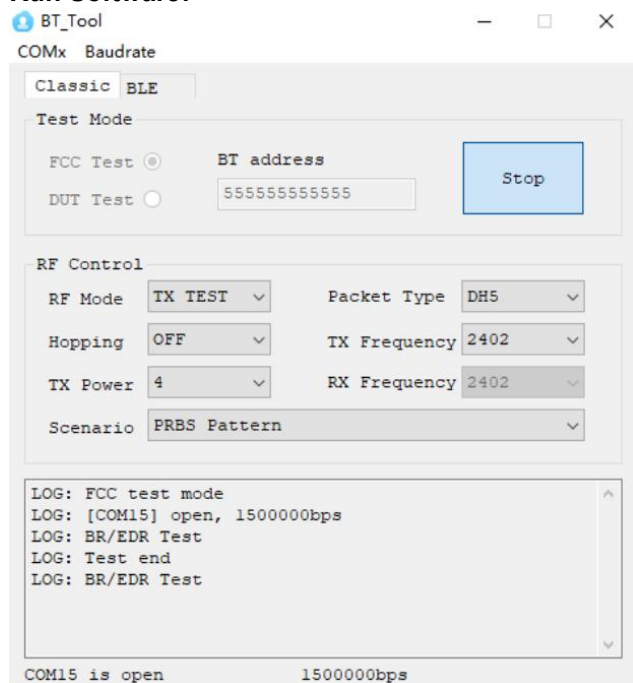 BT_Tool
COMx Baudrate
Classic BLE
Test Mode
FCC Test BT address
DUT Test 555555555555
Stop
RF Control
RF Mode TX TEST Packet Type DH5
Hopping OFF TX Frequency 2402
TX Power 4 RX Frequency 2402
Scenario PRBS Pattern
LOG: FCC test mode
LOG: [COM15] open, 1500000bps
LOG: BR/EDR Test
LOG: Test end
LOG: BR/EDR Test
COM15 is open 1500000bps